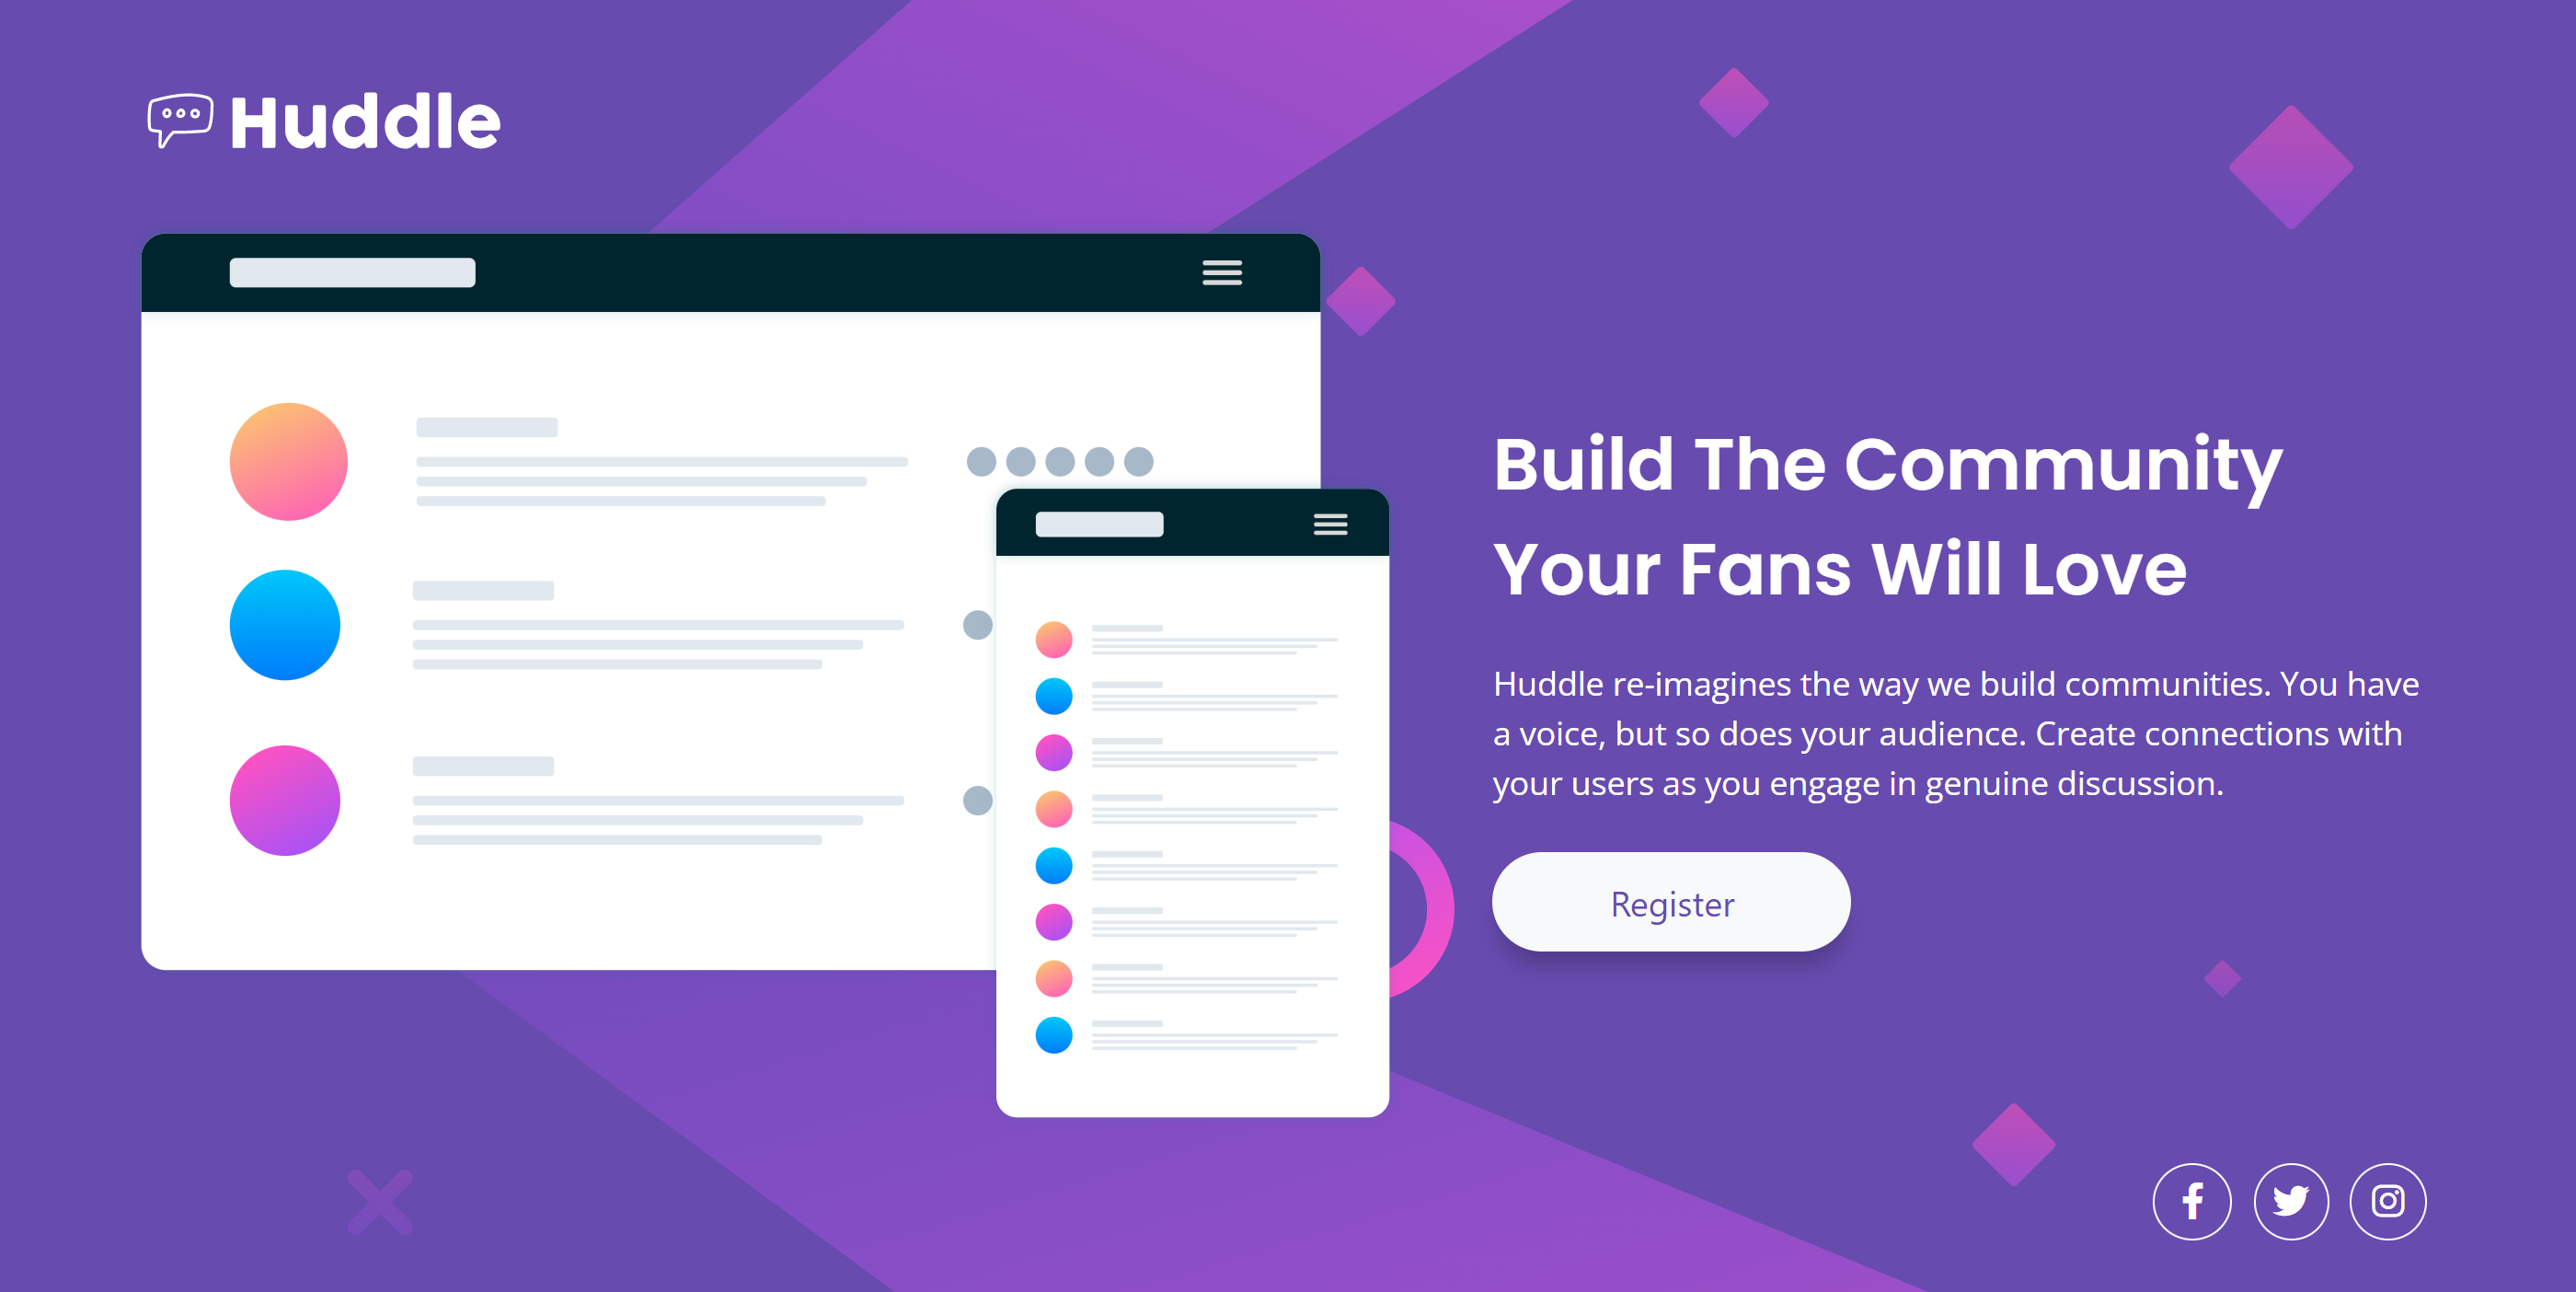 Huddle
Build The Community
Your Fans Will Love
Huddle re-imagines the way we build communities. You have
a voice, but so does your audience. Create connections with
your users as you engage in genuine discussion.
Register